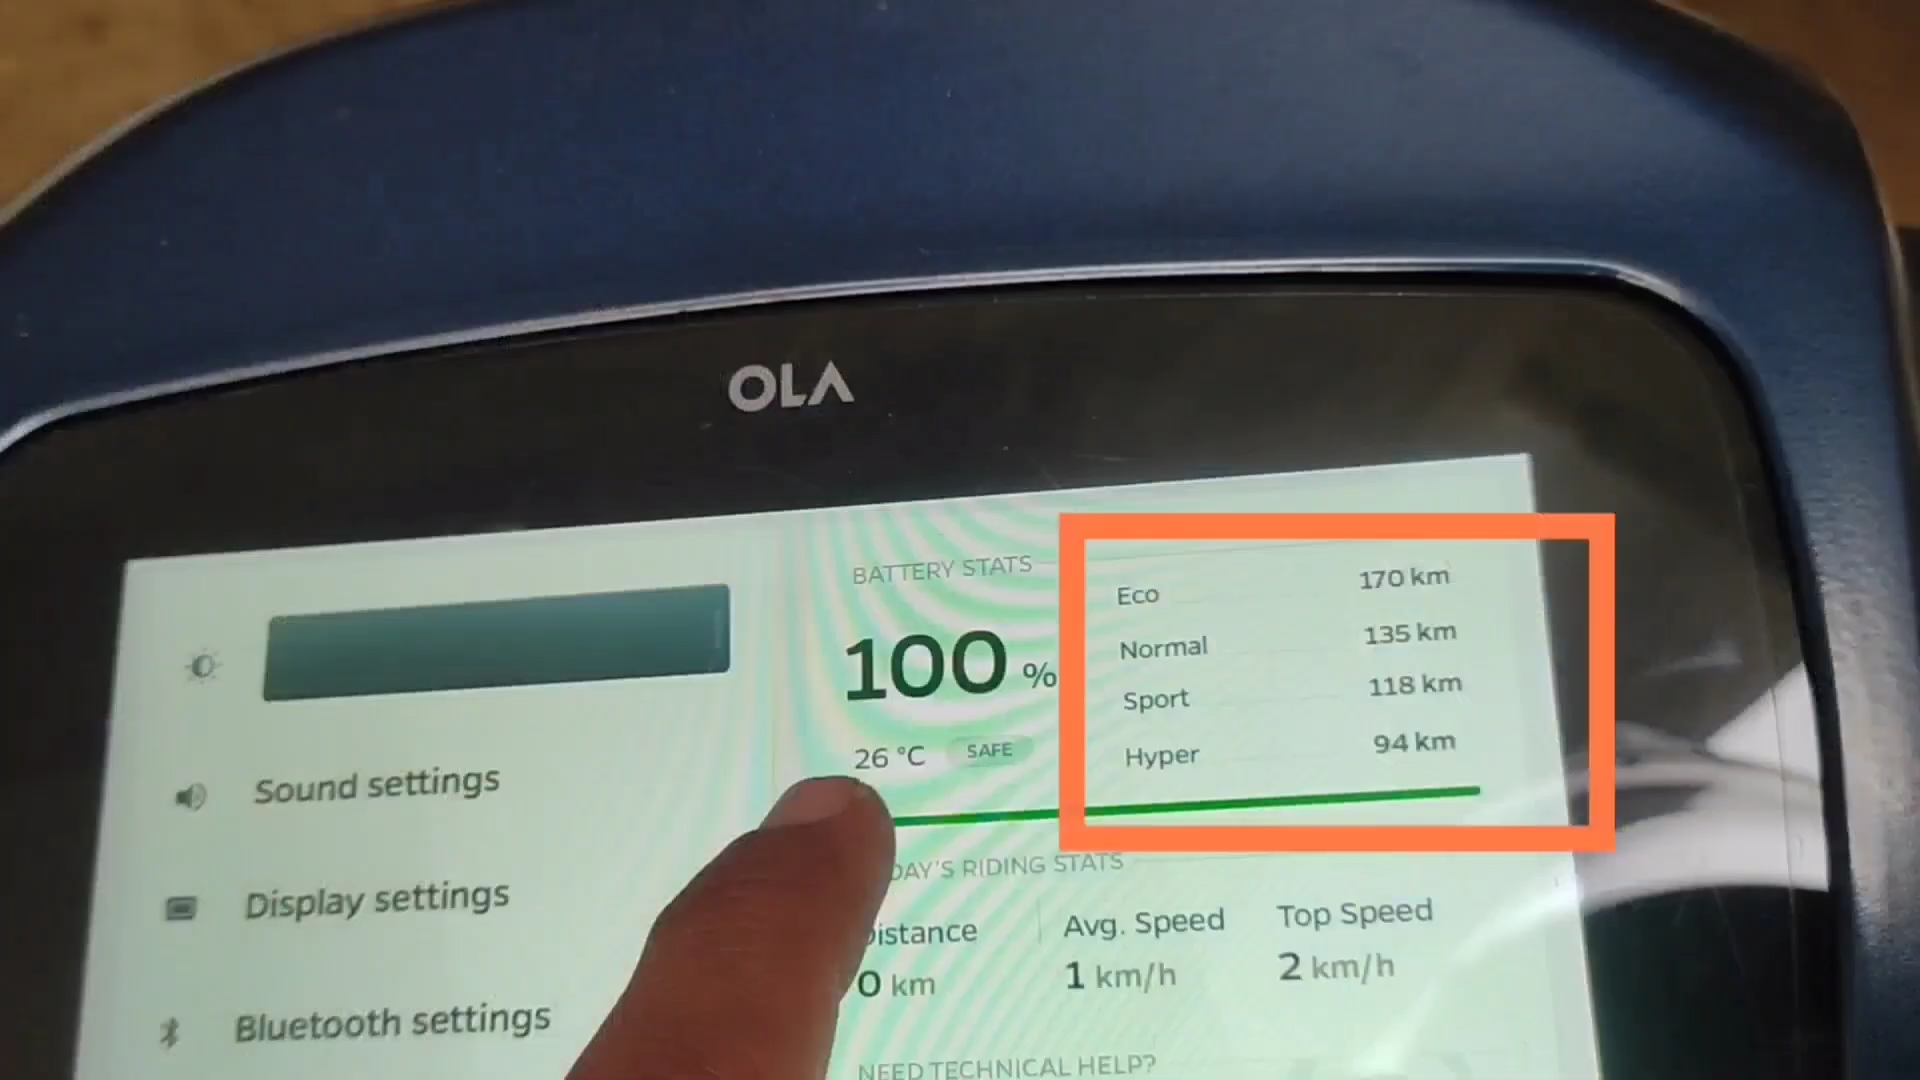 OLA
BATTERY STATS
100 %
26 °C SAFE
Eco 170 km
Normal 135 km
Sport 118 km
Hyper 94 km
Sound settings
Display settings
Bluetooth settings
DAY'S RIDING STATS
Distance Avg. Speed Top Speed
0 km 1 km/h 2 km/h
NEED TECHNICAL HELP?